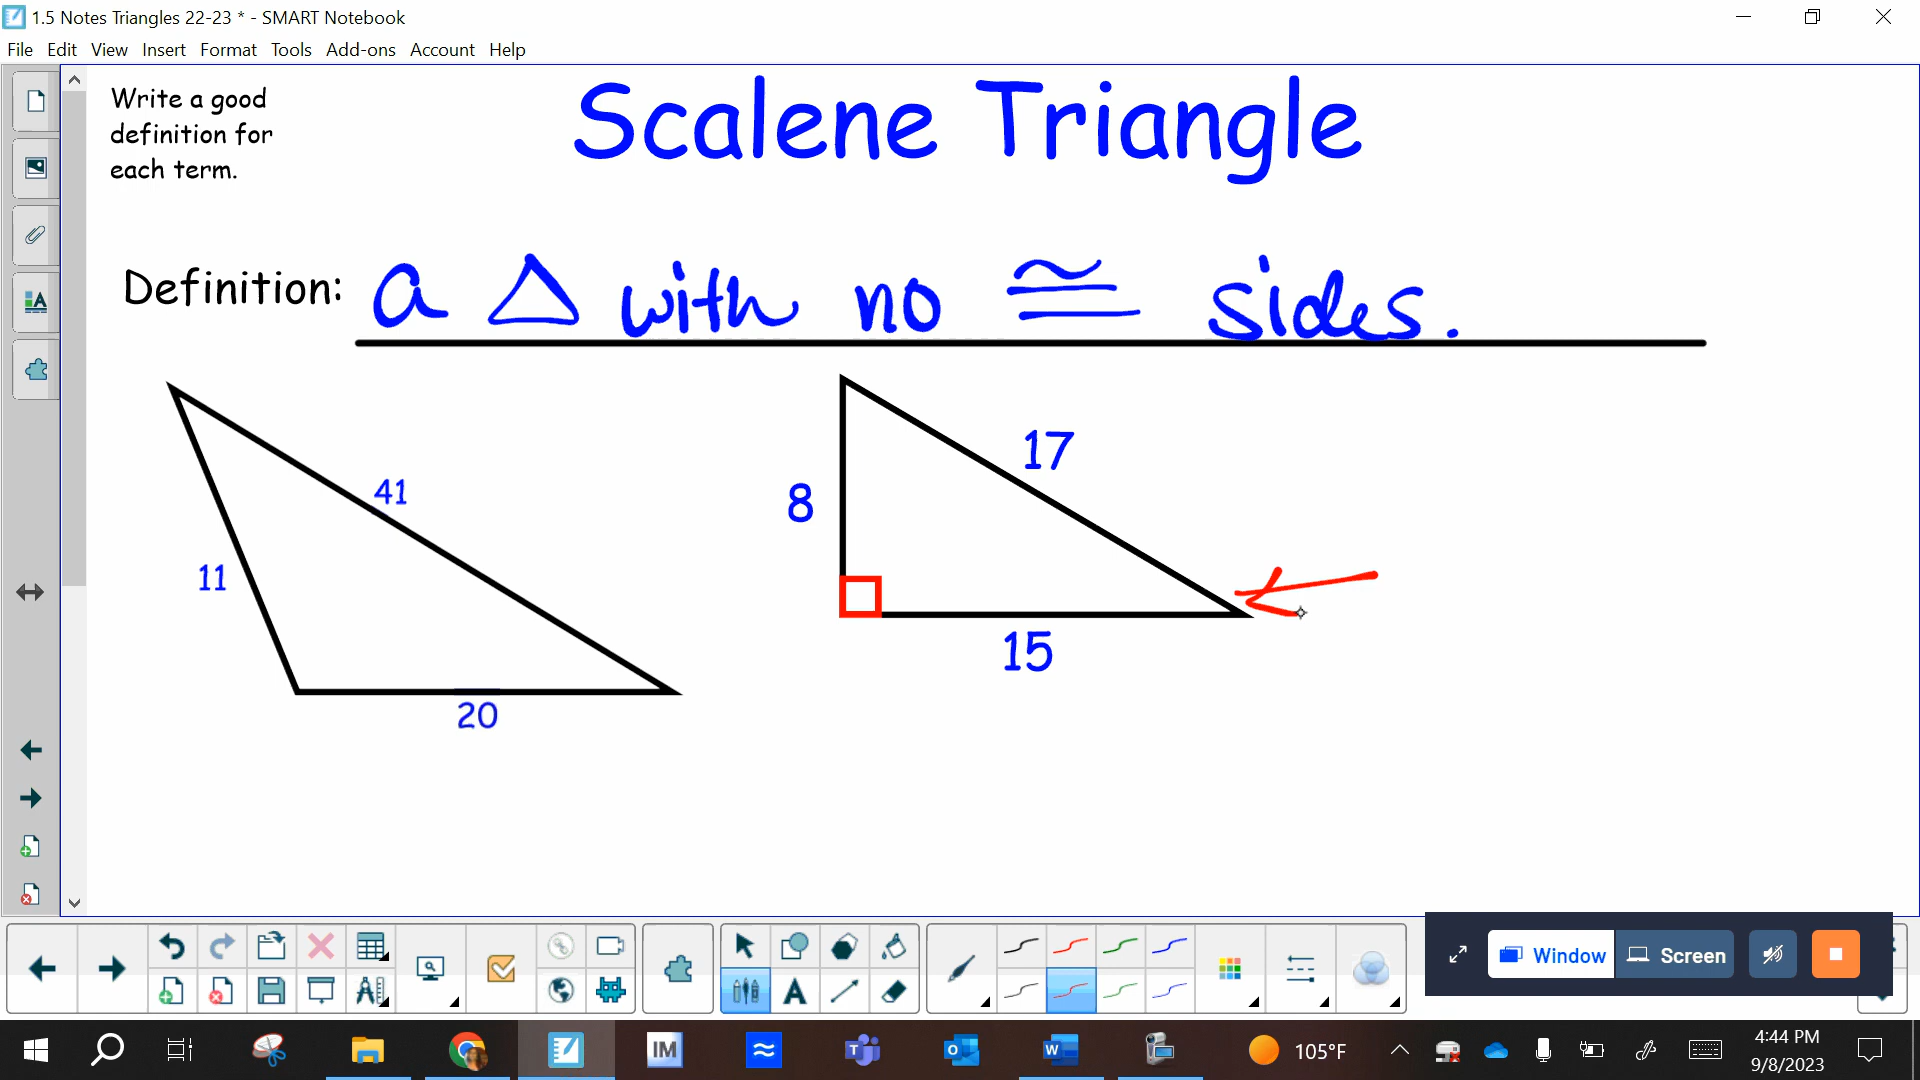 1.5 Notes Triangles 22-23 * - SMART Notebook
File Edit View Insert Format Tools Add-ons Account Help
Write a good
definition for
each term.
Scalene Triangle
Definition: a △ with no ≅ sides.
41
11
20
17
8
15
Window Screen
105°F
4:44 PM
9/8/2023